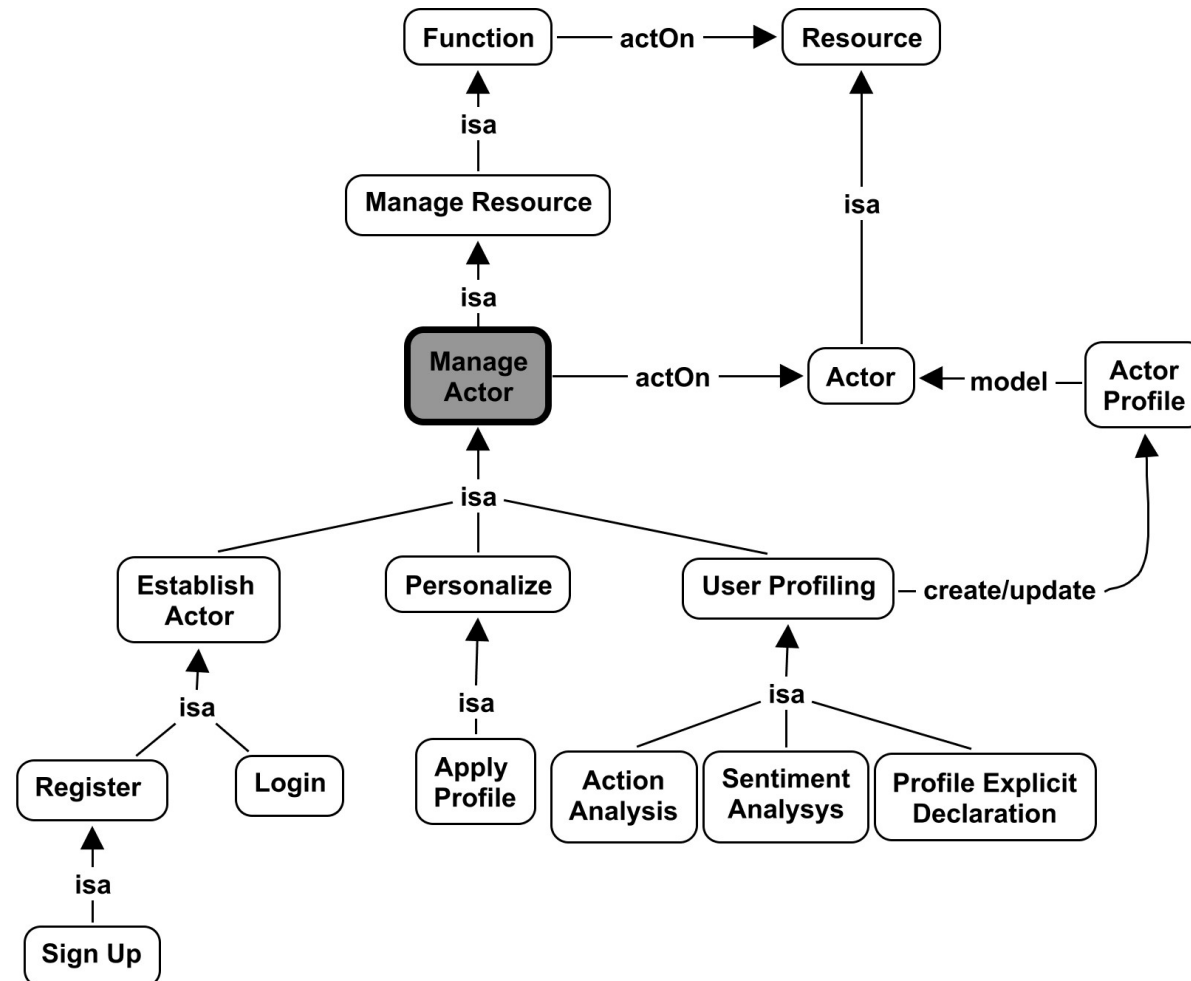 Function
actOn
Resource
isa
Manage Resource
isa
isa
Manage
Actor
actOn
Actor
model
Actor
Profile
isa
Establish
Actor
Personalize
User Profiling
create/update
isa
isa
isa
Register
Login
Apply
Profile
Action
Analysis
Sentiment
Analysys
Profile Explicit
Declaration
isa
Sign Up